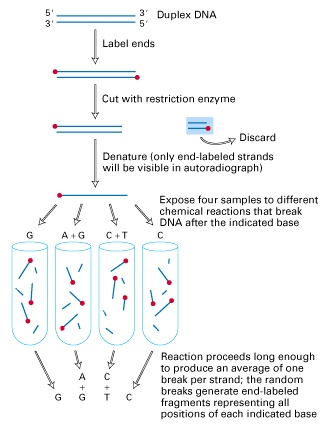 5′ 3′ Duplex DNA
5′ 5′
3′
Label ends
Cut with restriction enzyme
Discard
Denature (only end-labeled strands
will be visible in autoradiograph)
Expose four samples to different
chemical reactions that break
DNA after the indicated base
G A + G C + T C
Reaction proceeds long enough
to produce an average of one
break per strand; the random
breaks generate end-labeled
fragments representing all
positions of each indicated base
A C
+ +
G G T C